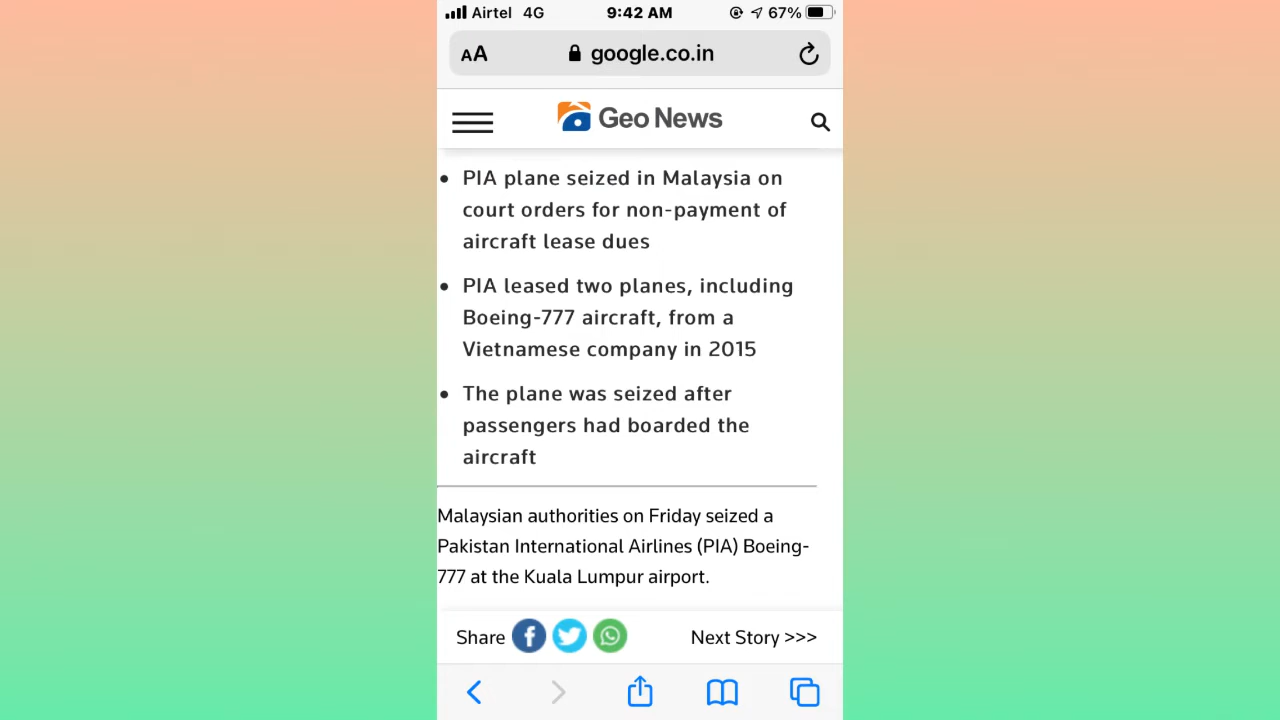 Airtel 4G 9:42 AM 67%
AA google.co.in
Geo News
• PIA plane seized in Malaysia on
court orders for non-payment of
aircraft lease dues
• PIA leased two planes, including
Boeing-777 aircraft, from a
Vietnamese company in 2015
• The plane was seized after
passengers had boarded the
aircraft
Malaysian authorities on Friday seized a
Pakistan International Airlines (PIA) Boeing-
777 at the Kuala Lumpur airport.
Share f Next Story >>>